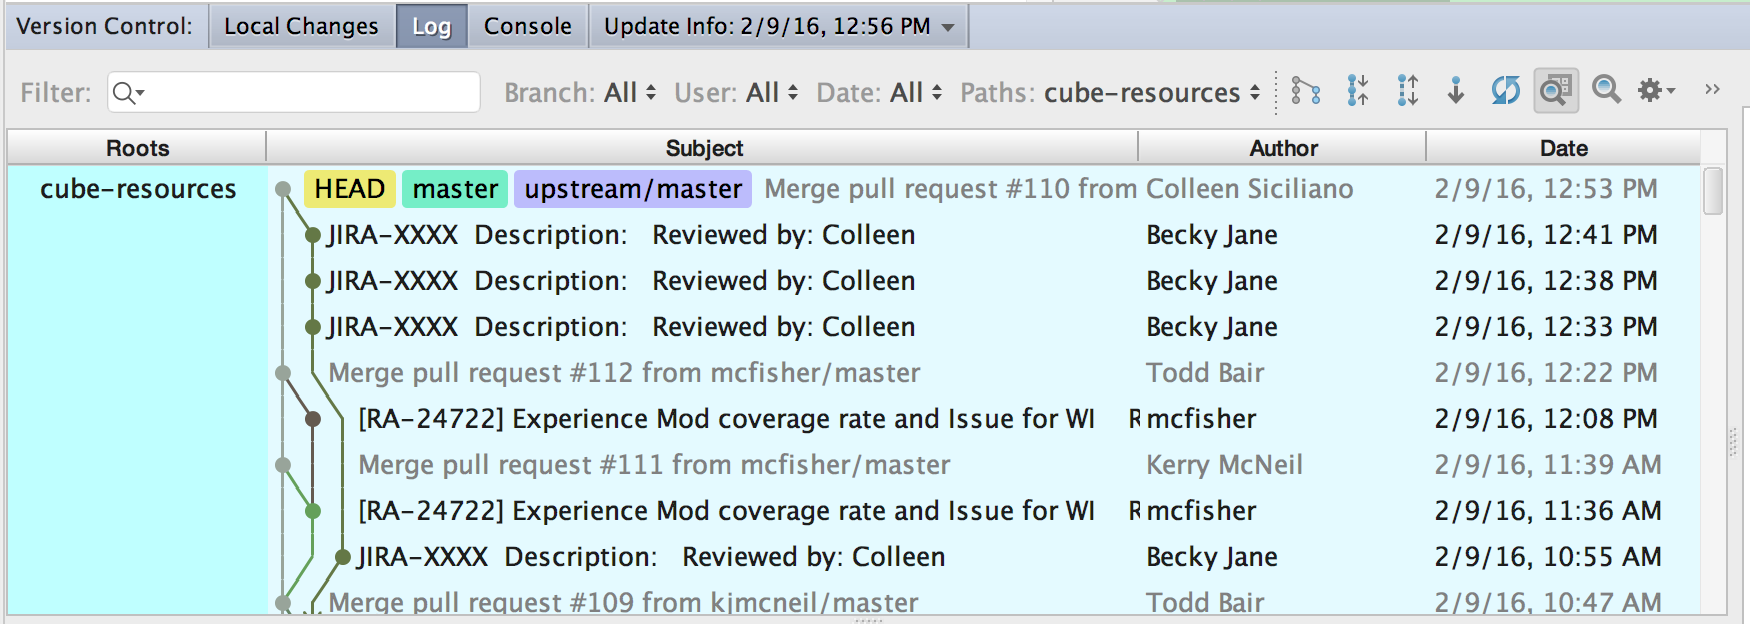 Version Control: Local Changes Log Console Update Info: 2/9/16, 12:56 PM
Filter: Branch: All User: All Date: All Paths: cube-resources
Roots Subject Author Date
cube-resources HEAD master upstream/master Merge pull request #110 from Colleen Siciliano 2/9/16, 12:53 PM
JIRA-XXXX Description: Reviewed by: Colleen Becky Jane 2/9/16, 12:41 PM
JIRA-XXXX Description: Reviewed by: Colleen Becky Jane 2/9/16, 12:38 PM
JIRA-XXXX Description: Reviewed by: Colleen Becky Jane 2/9/16, 12:33 PM
Merge pull request #112 from mcfisher/master Todd Bair 2/9/16, 12:22 PM
[RA-24722] Experience Mod coverage rate and Issue for WI R mcfisher 2/9/16, 12:08 PM
Merge pull request #111 from mcfisher/master Kerry McNeil 2/9/16, 11:39 AM
[RA-24722] Experience Mod coverage rate and Issue for WI R mcfisher 2/9/16, 11:36 AM
JIRA-XXXX Description: Reviewed by: Colleen Becky Jane 2/9/16, 10:55 AM
Merge pull request #109 from kjmcneil/master Todd Bair 2/9/16, 10:47 AM